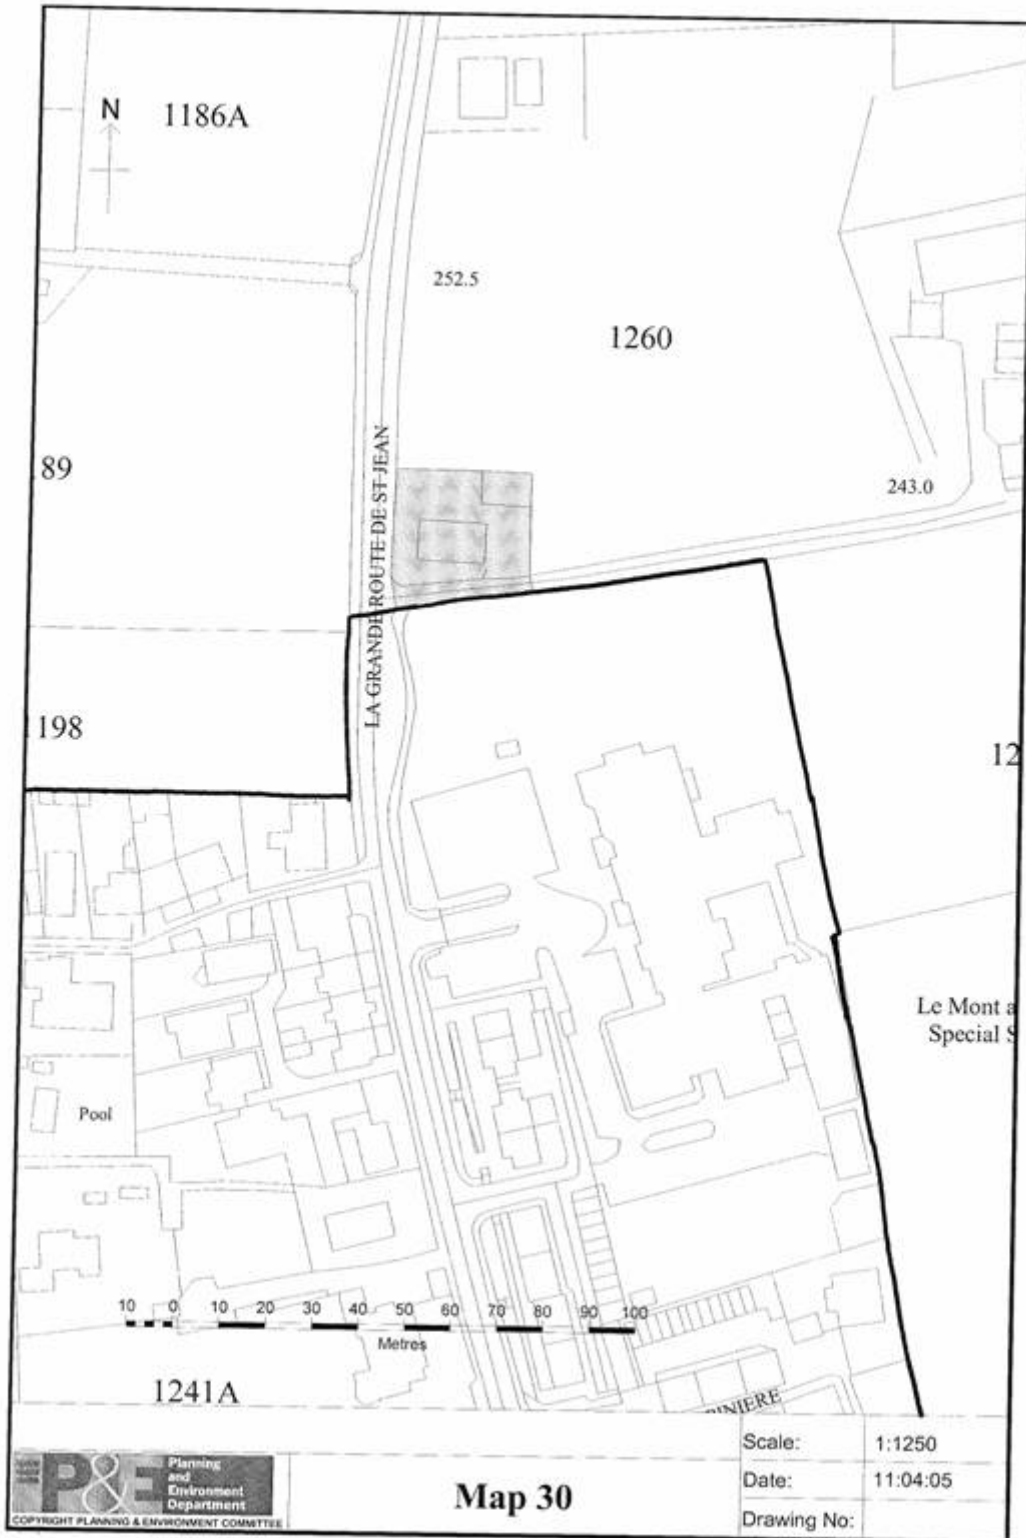 N
1186A
252.5
1260
89
243.0
LA GRANDE ROUTE DE ST JEAN
198
12
Le Mont a
Special S
Pool
10 0 10 20 30 40 50 60 70 80 90 100
Metres
1241A
PINIERE
P&E
Planning
and
Environment
Department
COPYRIGHT PLANNING & ENVIRONMENT COMMITTEE
Map 30
Scale: 1:1250
Date: 11:04:05
Drawing No: